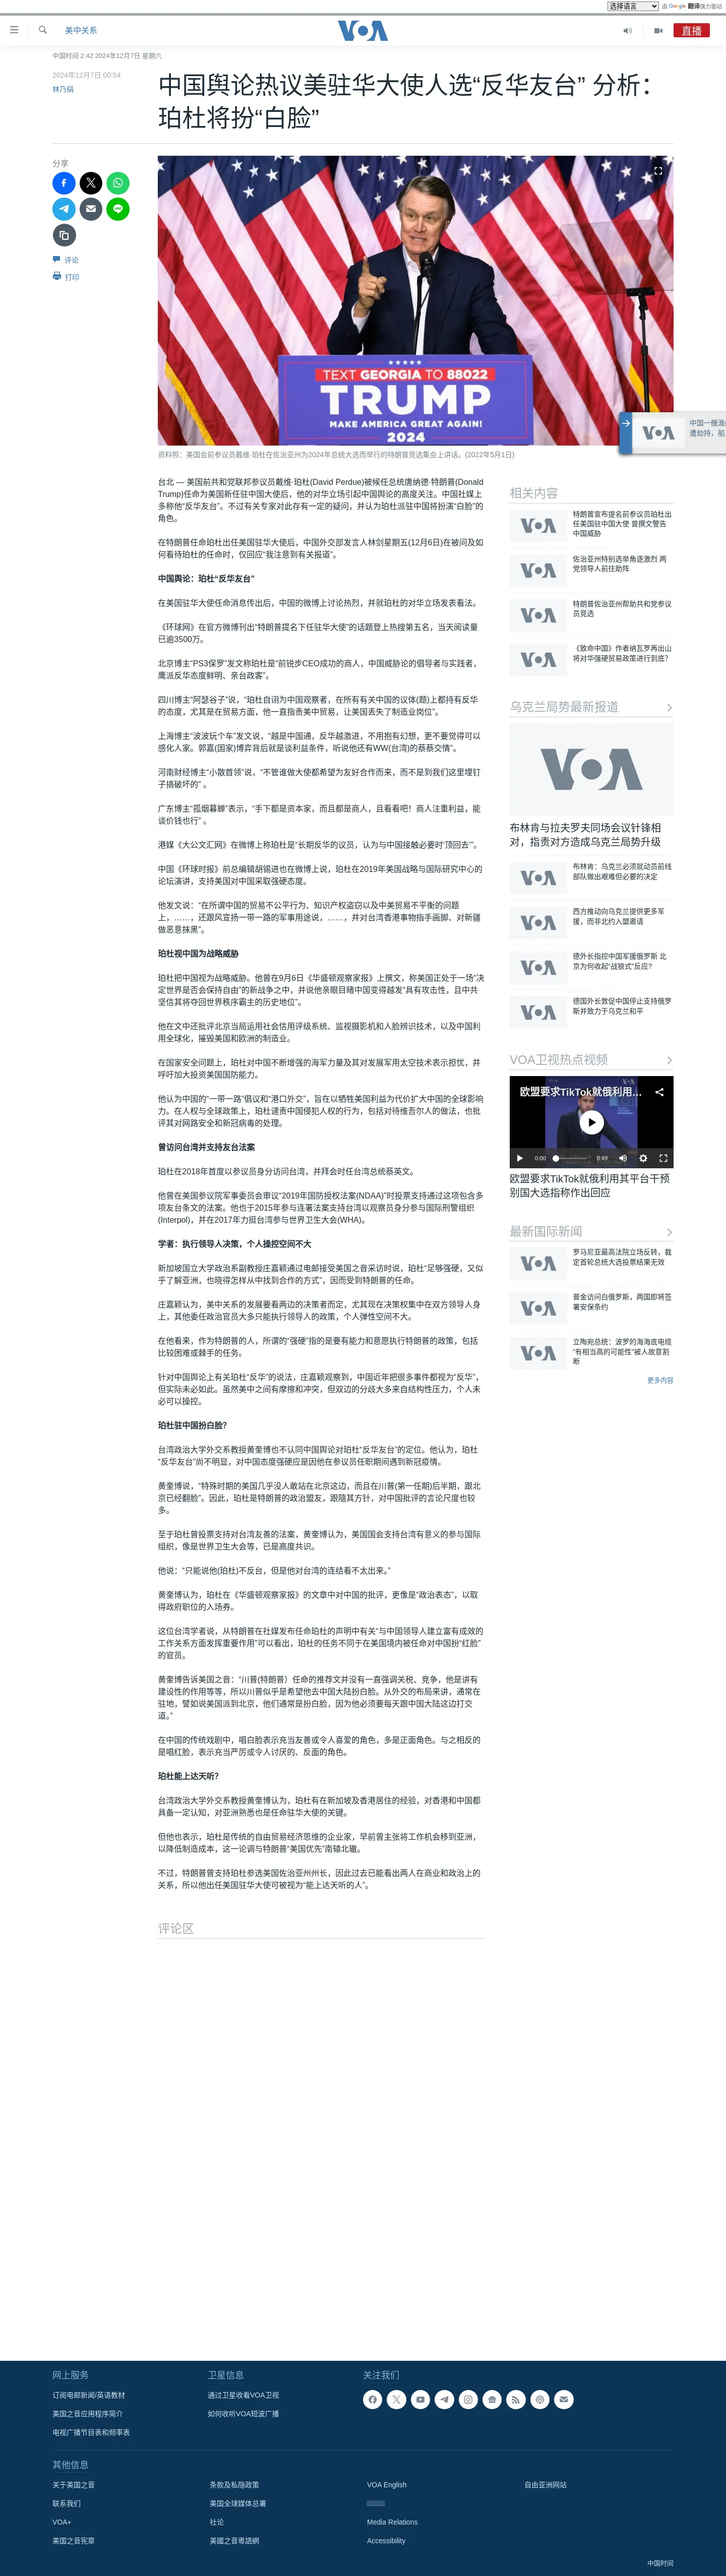 选择语言 由 Google 翻译强力驱动
美中关系
VOA
直播
中国时间 2:42 2024年12月7日 星期六
2024年12月7日 00:54
林乃绢
中国舆论热议美驻华大使人选“反华友台” 分析：
珀杜将扮“白脸”
分享
评论
打印
TEXT GEORGIA TO 88022
TRUMP
MAKE AMERICA GREAT AGAIN!
2024
资料照：美国会前参议员戴维·珀杜在佐治亚州为2024年总统大选而举行的特朗普竞选集会上讲话。(2022年5月1日)
VOA
中国一艘渔
遭劫持，船
台北 — 美国前共和党联邦参议员戴维·珀杜(David Perdue)被候任总统唐纳德·特朗普(Donald
Trump)任命为美国新任驻中国大使后，他的对华立场引起中国舆论的高度关注。中国社媒上
多称他“反华友台”。不过有关专家对此存有一定的疑问，并认为珀杜派驻中国将扮演“白脸”的
角色。
在特朗普任命珀杜出任美国驻华大使后，中国外交部发言人林剑星期五(12月6日)在被问及如
何看待珀杜的任命时，仅回应“我注意到有关报道”。
中国舆论：珀杜“反华友台”
在美国驻华大使任命消息传出后，中国的微博上讨论热烈，并就珀杜的对华立场发表看法。
《环球网》在官方微博刊出“特朗普提名下任驻华大使”的话题登上热搜第五名，当天阅读量
已逾3500万。
北京博主“PS3保罗”发文称珀杜是“前锐步CEO成功的商人，中国威胁论的倡导者与实践者，
鹰派反华态度鲜明、亲台政客”。
四川博主“阿瑟谷子”说，“珀杜自诩为中国观察者，在所有有关中国的议体(题)上都持有反华
的态度，尤其是在贸易方面，他一直指责美中贸易，让美国丢失了制造业岗位”。
上海博主“波波玩个车”发文说，“越是中国通，反华越激进，不用抱有幻想，更不要觉得可以
感化人家。郭嘉(国家)博弈背后就是谈利益条件，听说他还有WW(台湾)的蔡蔡交情”。
河南财经博主“小散首领”说，“不管谁做大使都希望为友好合作而来，而不是到我们这里埋钉
子搞破坏的” 。
广东博主“孤烟暮蝉”表示，“手下都是资本家，而且都是商人，且看看吧！商人注重利益，能
谈价钱也行” 。
港媒《大公文汇网》在微博上称珀杜是“长期反华的议员，认为与中国接触必要时‘顶回去’”。
中国《环球时报》前总编辑胡锡进也在微博上说，珀杜在2019年美国战略与国际研究中心的
论坛演讲，支持美国对中国采取强硬态度。
他发文说：“在所谓中国的贸易不公平行为、知识产权盗窃以及中美贸易不平衡的问题
上，……，还跟风宣扬一带一路的军事用途说，……，并对台湾香港事物指手画脚、对新疆
做恶意抹黑”。
珀杜视中国为战略威胁
珀杜把中国视为战略威胁。他曾在9月6日《华盛顿观察家报》上撰文，称美国正处于一场“决
定世界是否会保持自由”的新战争之中，并说他亲眼目睹中国变得越发“具有攻击性，且中共
坚信其将夺回世界秩序霸主的历史地位”。
他在文中还批评北京当局运用社会信用评级系统、监视摄影机和人脸辨识技术，以及中国利
用全球化，摧毁美国和欧洲的制造业。
在国家安全问题上，珀杜对中国不断增强的海军力量及其对发展军用太空技术表示担忧，并
呼吁加大投资美国国防能力。
他认为中国的“一带一路”倡议和“港口外交”，旨在以牺牲美国利益为代价扩大中国的全球影响
力。在人权与全球政策上，珀杜谴责中国侵犯人权的行为，包括对待维吾尔人的做法，也批
评其对网路安全和新冠病毒的处理。
曾访问台湾并支持友台法案
珀杜在2018年首度以参议员身分访问台湾，并拜会时任台湾总统蔡英文。
他曾在美国参议院军事委员会审议“2019年国防授权法案(NDAA)”时投票支持通过这项包含多
项友台条文的法案。他也于2015年参与连署法案支持台湾以观察员身分参与国际刑警组织
(Interpol)，并在2017年力挺台湾参与世界卫生大会(WHA)。
学者：执行领导人决策，个人操控空间不大
新加坡国立大学政治系副教授庄嘉颖通过电邮接受美国之音采访时说，珀杜“足够强硬，又似
乎了解亚洲，也晓得怎样从中找到合作的方式”，因而受到特朗普的任命。
庄嘉颖认为，美中关系的发展要看两边的决策者而定，尤其现在决策权集中在双方领导人身
上，其他委任政治官员大多只能执行领导人的政策，个人弹性空间不大。
在他看来，作为特朗普的人，所谓的“强硬”指的是要有能力和意愿执行特朗普的政策，包括
比较困难或棘手的任务。
针对中国舆论上有关珀杜“反华”的说法，庄嘉颖观察到，中国近年把很多事件都视为“反华”，
但实际未必如此。虽然美中之间有摩擦和冲突，但双边的分歧大多来自结构性压力，个人未
必可以操控。
珀杜驻中国扮白脸？
台湾政治大学外交系教授黄奎博也不认同中国舆论对珀杜“反华友台”的定位。他认为，珀杜
“反华友台”尚不明显，对中国态度强硬应是因他在参议员任职期间遇到新冠疫情。
黄奎博说，“特殊时期的美国几乎没人敢站在北京这边，而且在川普(第一任期)后半期，跟北
京已经翻脸”。因此，珀杜是特朗普的政治盟友，跟隨其方针，对中国批评的言论尺度也较
多。
至于珀杜曾投票支持对台湾友善的法案，黄奎博认为，美国国会支持台湾有意义的参与国际
组织，像是世界卫生大会等，已是高度共识。
他说：“只能说他(珀杜)不反台，但是他对台湾的连结看不太出来。”
黄奎博认为，珀杜在《华盛顿观察家报》的文章中对中国的批评，更像是“政治表态”，以取
得政府职位的入场券。
这位台湾学者说，从特朗普在社媒发布任命珀杜的声明中有关“与中国领导人建立富有成效的
工作关系方面发挥重要作用”可以看出，珀杜的任务不同于在美国境内被任命对中国扮“红脸”
的官员。
黄奎博告诉美国之音：“川普(特朗普）任命的推荐文并没有一直强调关税、竞争，他是讲有
建设性的作用等等，所以川普似乎是希望他去中国大陆扮白脸。从外交的布局来讲，通常在
驻地，譬如说美国派到北京，他们通常是扮白脸，因为他必须要每天跟中国大陆这边打交
道。”
在中国的传统戏剧中，唱白脸表示充当友善或令人喜爱的角色，多是正面角色。与之相反的
是唱红脸，表示充当严厉或令人讨厌的、反面的角色。
珀杜能上达天听？
台湾政治大学外交系教授黄奎博认为，珀杜有在新加坡及香港居住的经验，对香港和中国都
具备一定认知，对亚洲熟悉也是任命驻华大使的关键。
但他也表示，珀杜是传统的自由贸易经济思维的企业家，早前曾主张将工作机会移到亚洲，
以降低制造成本，这一论调与特朗普“美国优先”南辕北辙。
不过，特朗普曾支持珀杜参选美国佐治亚州州长，因此过去已能看出两人在商业和政治上的
关系，所以他出任美国驻华大使可被视为“能上达天听的人”。
评论区
相关内容
VOA
特朗普宣布提名前参议员珀杜出
任美国驻中国大使 曾撰文警告
中国威胁
VOA
佐治亚州特别选举角逐激烈 两
党领导人前往助阵
VOA
特朗普佐治亚州帮助共和党参议
员竞选
VOA
《致命中国》作者纳瓦罗再出山
将对华强硬贸易政策进行到底？
乌克兰局势最新报道
VOA
布林肯与拉夫罗夫同场会议针锋相
对，指责对方造成乌克兰局势升级
VOA
布林肯：乌克兰必须就动员前线
部队做出艰难但必要的决定
VOA
西方推动向乌克兰提供更多军
援，而非北约入盟邀请
VOA
德外长指控中国军援俄罗斯 北
京为何收起“战狼式”反应？
VOA
德国外长敦促中国停止支持俄罗
斯并致力于乌克兰和平
VOA卫视热点视频
欧盟要求TikTok就俄利用...
0:00
0:49
欧盟要求TikTok就俄利用其平台干预
别国大选指称作出回应
最新国际新闻
VOA
罗马尼亚最高法院立场反转，裁
定首轮总统大选投票结果无效
VOA
普金访问白俄罗斯，两国即将签
署安保条约
VOA
立陶宛总统：波罗的海海底电缆
“有相当高的可能性”被人故意割
断
更多内容
网上服务
订阅电邮新闻/英语教材
美国之音应用程序简介
电视广播节目表和频率表
卫星信息
通过卫星收看VOA卫视
如何收听VOA短波广播
关注我们
其他信息
关于美国之音
联系我们
VOA+
美国之音宪章
条款及私隐政策
美国全球媒体总署
社论
美國之音粵語網
VOA English
Media Relations
Accessibility
自由亚洲网站
中国时间